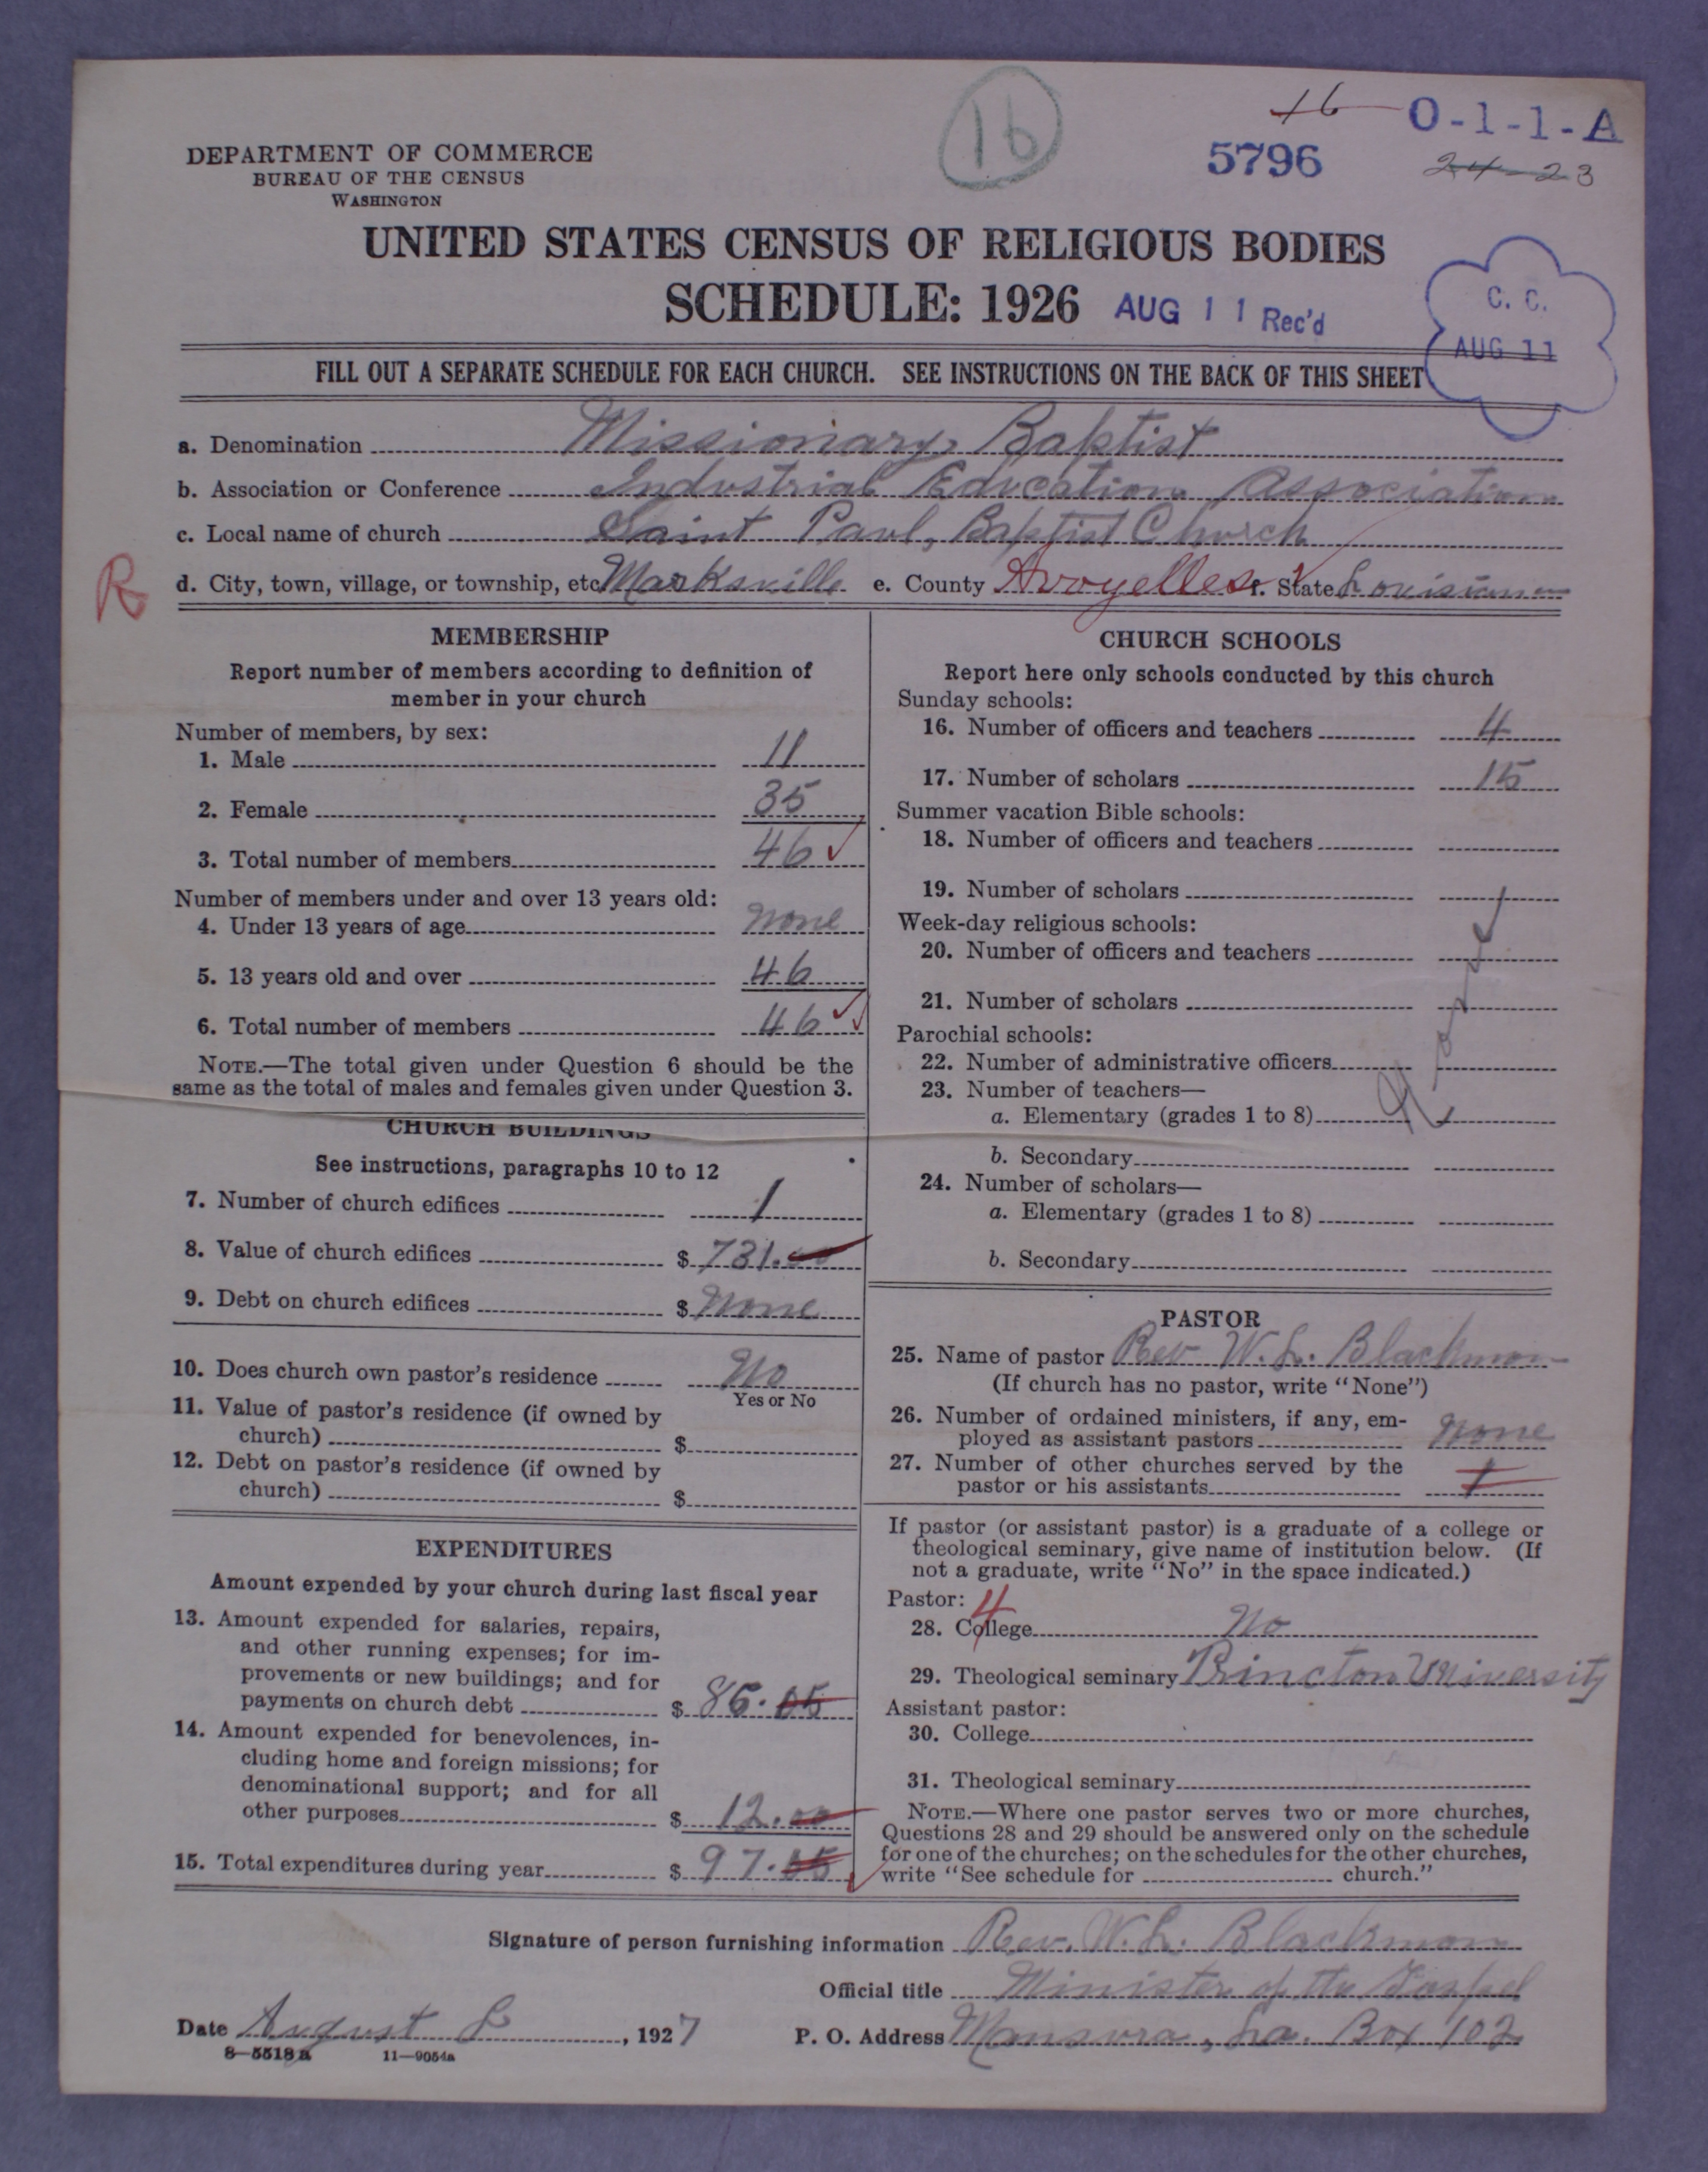 16
16
O-1-1-A
DEPARTMENT OF COMMERCE
BUREAU OF THE CENSUS
WASHINGTON
5796
24-23
UNITED STATES CENSUS OF RELIGIOUS BODIES
SCHEDULE: 1926 AUG 11 Rec'd
C. C.
AUG 11
FILL OUT A SEPARATE SCHEDULE FOR EACH CHURCH. SEE INSTRUCTIONS ON THE BACK OF THIS SHEET
a. Denomination Missionary Baptist
b. Association or Conference Industrial Education Association
c. Local name of church Saint Paul, Baptist Church
R
d. City, town, village, or township, etc Marksville e. County Avoyelles f. State Louisiana
MEMBERSHIP
Report number of members according to definition of
member in your church
Number of members, by sex:
1. Male 11
2. Female 35
3. Total number of members 46
Number of members under and over 13 years old:
4. Under 13 years of age none
5. 13 years old and over 46
6. Total number of members 46
NOTE.—The total given under Question 6 should be the
same as the total of males and females given under Question 3.
CHURCH BUILDINGS
See instructions, paragraphs 10 to 12
7. Number of church edifices 1
8. Value of church edifices $ 731.00
9. Debt on church edifices $ None
10. Does church own pastor's residence No
Yes or No
11. Value of pastor's residence (if owned by
church) $
12. Debt on pastor's residence (if owned by
church) $
EXPENDITURES
Amount expended by your church during last fiscal year
13. Amount expended for salaries, repairs,
and other running expenses; for im-
provements or new buildings; and for
payments on church debt $ 85.05
14. Amount expended for benevolences, in-
cluding home and foreign missions; for
denominational support; and for all
other purposes $ 12.00
15. Total expenditures during year $ 97.05
CHURCH SCHOOLS
Report here only schools conducted by this church
Sunday schools:
16. Number of officers and teachers 4
17. Number of scholars 15
Summer vacation Bible schools:
18. Number of officers and teachers
19. Number of scholars
Week-day religious schools:
20. Number of officers and teachers
21. Number of scholars
None
Parochial schools:
22. Number of administrative officers
23. Number of teachers—
a. Elementary (grades 1 to 8)
b. Secondary
24. Number of scholars—
a. Elementary (grades 1 to 8)
b. Secondary
PASTOR
25. Name of pastor Rev W. L. Blackmon
(If church has no pastor, write "None")
26. Number of ordained ministers, if any, em-
ployed as assistant pastors None
27. Number of other churches served by the
pastor or his assistants 1
If pastor (or assistant pastor) is a graduate of a college or
theological seminary, give name of institution below. (If
not a graduate, write "No" in the space indicated.)
Pastor: 4
28. College No
29. Theological seminary Princton University
Assistant pastor:
30. College
31. Theological seminary
NOTE.—Where one pastor serves two or more churches,
Questions 28 and 29 should be answered only on the schedule
for one of the churches; on the schedules for the other churches,
write "See schedule for church."
Signature of person furnishing information Rev. W. L. Blackmon
Official title Minister of the Gospel
Date August , 1927 P. O. Address Mansura, La. Box 102
8-5518a 11-9054a